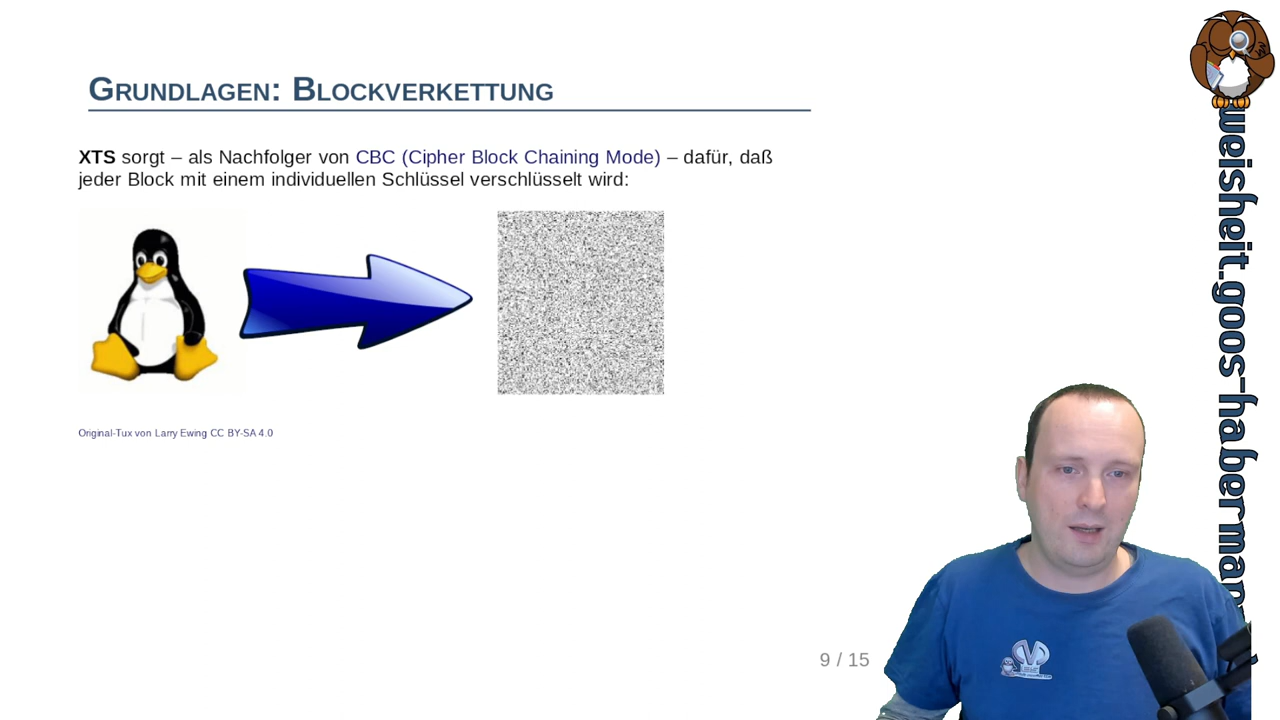 Grundlagen: Blockverkettung
XTS sorgt – als Nachfolger von CBC (Cipher Block Chaining Mode) – dafür, daß
jeder Block mit einem individuellen Schlüssel verschlüsselt wird:
Original-Tux von Larry Ewing CC BY-SA 4.0
9 / 15
weisheit.goos-haberman